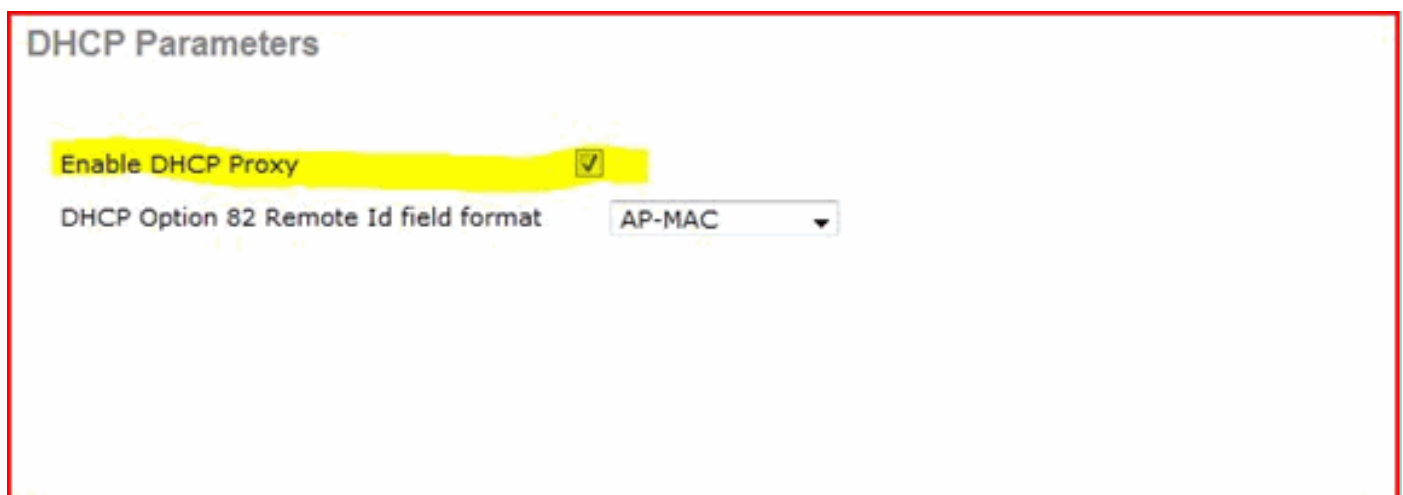 DHCP Parameters
Enable DHCP Proxy
DHCP Option 82 Remote Id field format AP-MAC